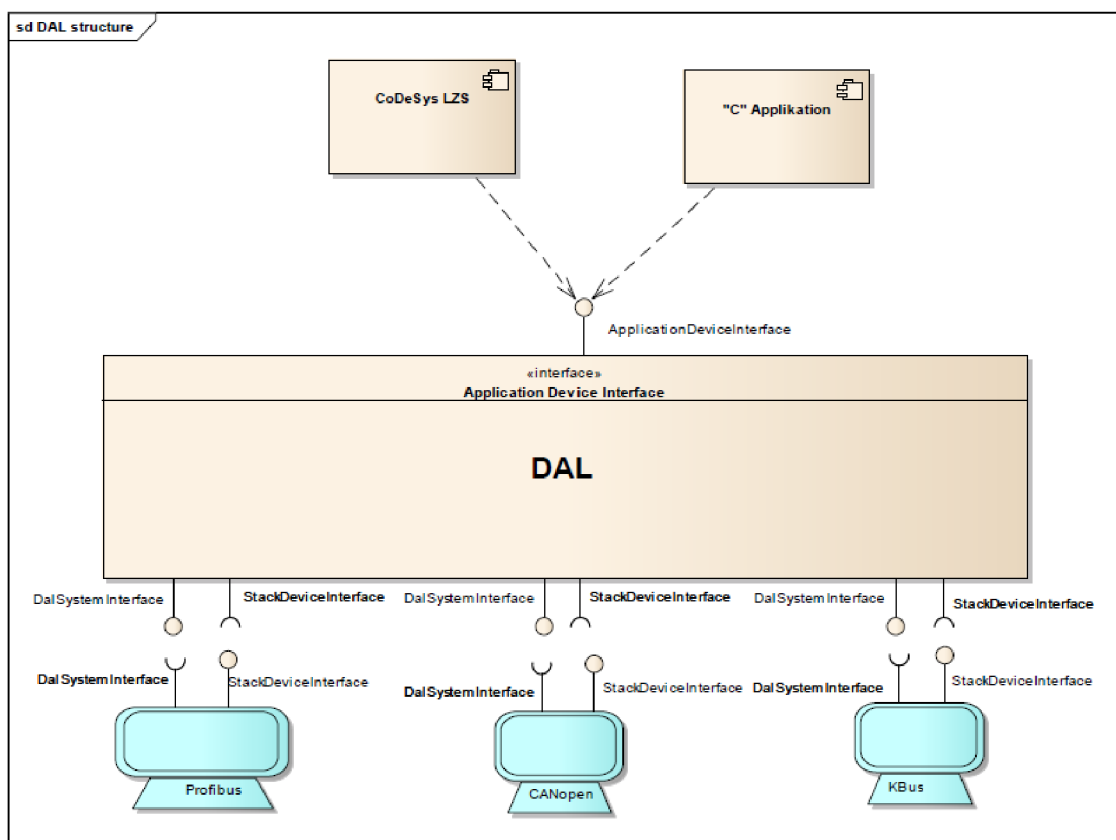 sd DAL structure
CoDeSys LZS
"C" Applikation
ApplicationDeviceInterface
«interface»
Application Device Interface
DAL
DalSystemInterface
StackDeviceInterface
DalSystemInterface
StackDeviceInterface
DalSystemInterface
StackDeviceInterface
DalSystemInterface
StackDeviceInterface
DalSystemInterface
StackDeviceInterface
DalSystemInterface
StackDeviceInterface
Profibus
CANopen
KBus